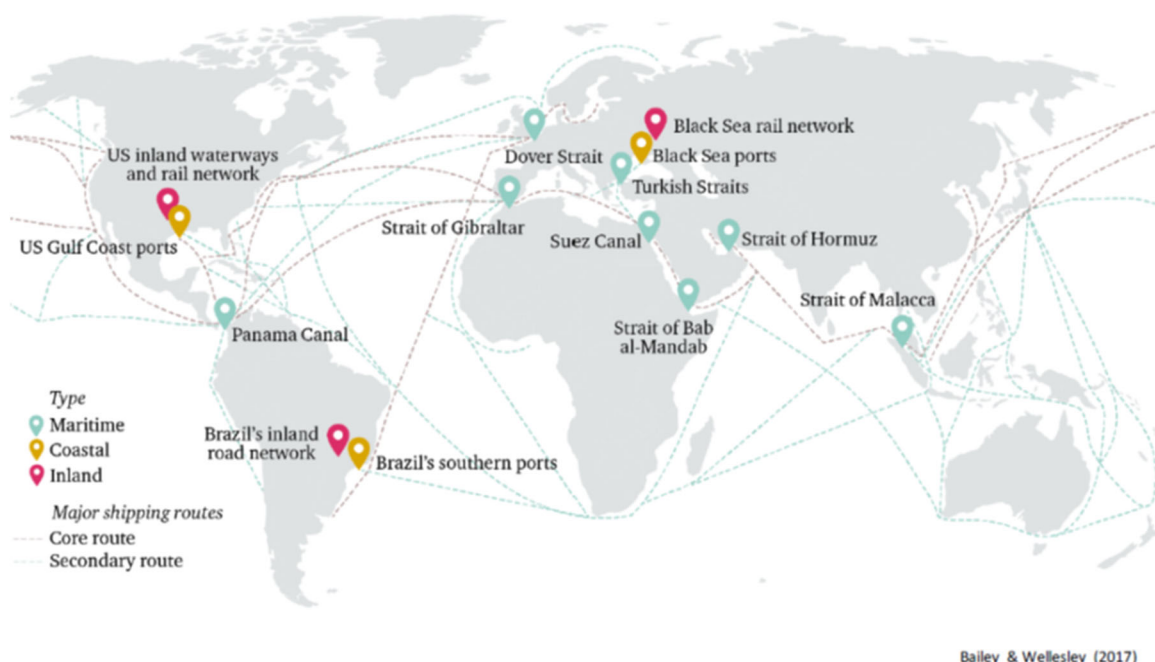 Black Sea rail network
US inland waterways
and rail network
Dover Strait
Black Sea ports
Turkish Straits
Strait of Gibraltar
US Gulf Coast ports
Suez Canal
Strait of Hormuz
Strait of Malacca
Panama Canal
Strait of Bab
al-Mandab
Type
Maritime
Coastal
Inland
Brazil's inland
road network
Brazil's southern ports
Major shipping routes
Core route
Secondary route
Bailey & Wellesley (2017)